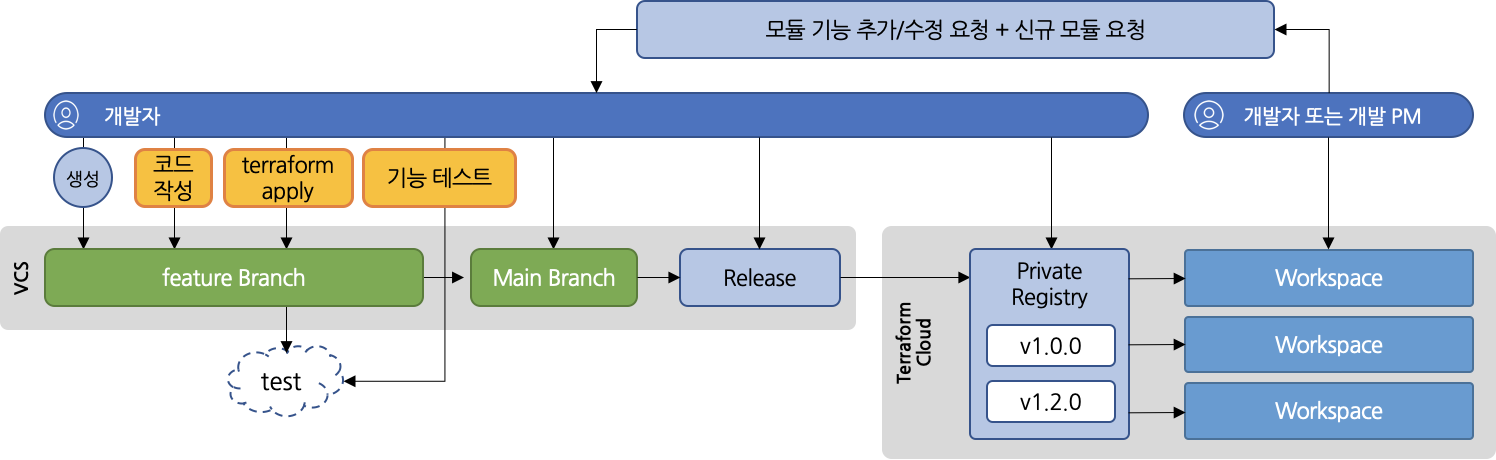 모듈 기능 추가/수정 요청 + 신규 모듈 요청
개발자
개발자 또는 개발 PM
생성
코드
작성
terraform
apply
기능 테스트
VCS
feature Branch
Main Branch
Release
test
Terraform
Cloud
Private
Registry
v1.0.0
v1.2.0
Workspace
Workspace
Workspace